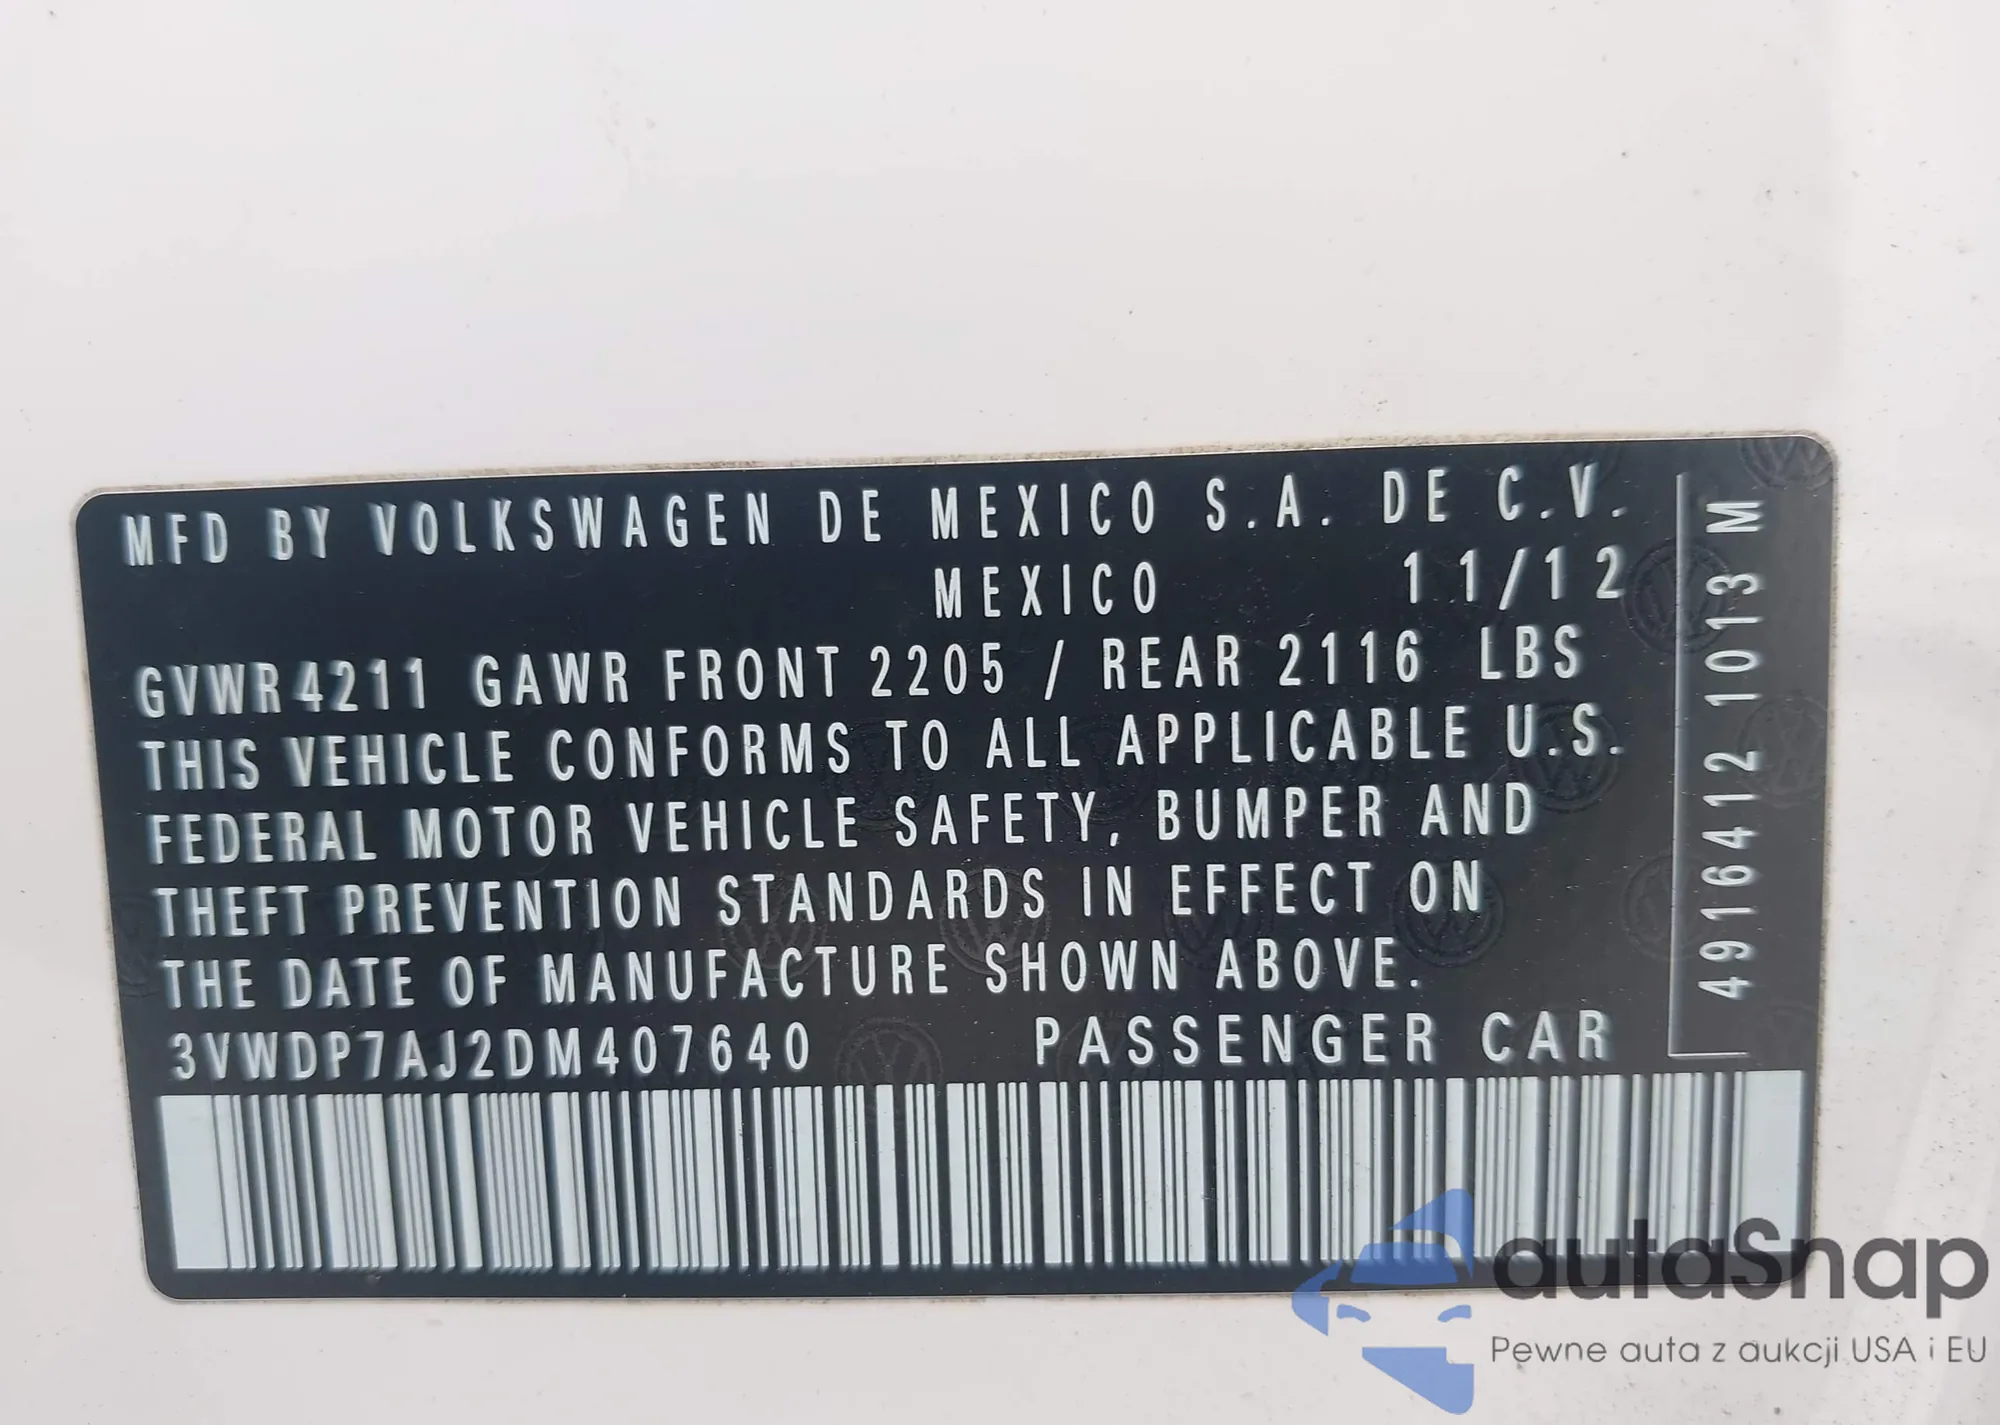 MFD BY VOLKSWAGEN DE MEXICO S.A. DE C.V.
MEXICO 11/12
GVWR4211 GAWR FRONT 2205 / REAR 2116 LBS
THIS VEHICLE CONFORMS TO ALL APPLICABLE U.S.
FEDERAL MOTOR VEHICLE SAFETY, BUMPER AND
THEFT PREVENTION STANDARDS IN EFFECT ON
THE DATE OF MANUFACTURE SHOWN ABOVE.
3VWDP7AJ2DM407640 PASSENGER CAR
4916412 1013 M
autaSnap
Pewne auta z aukcji USA i EU